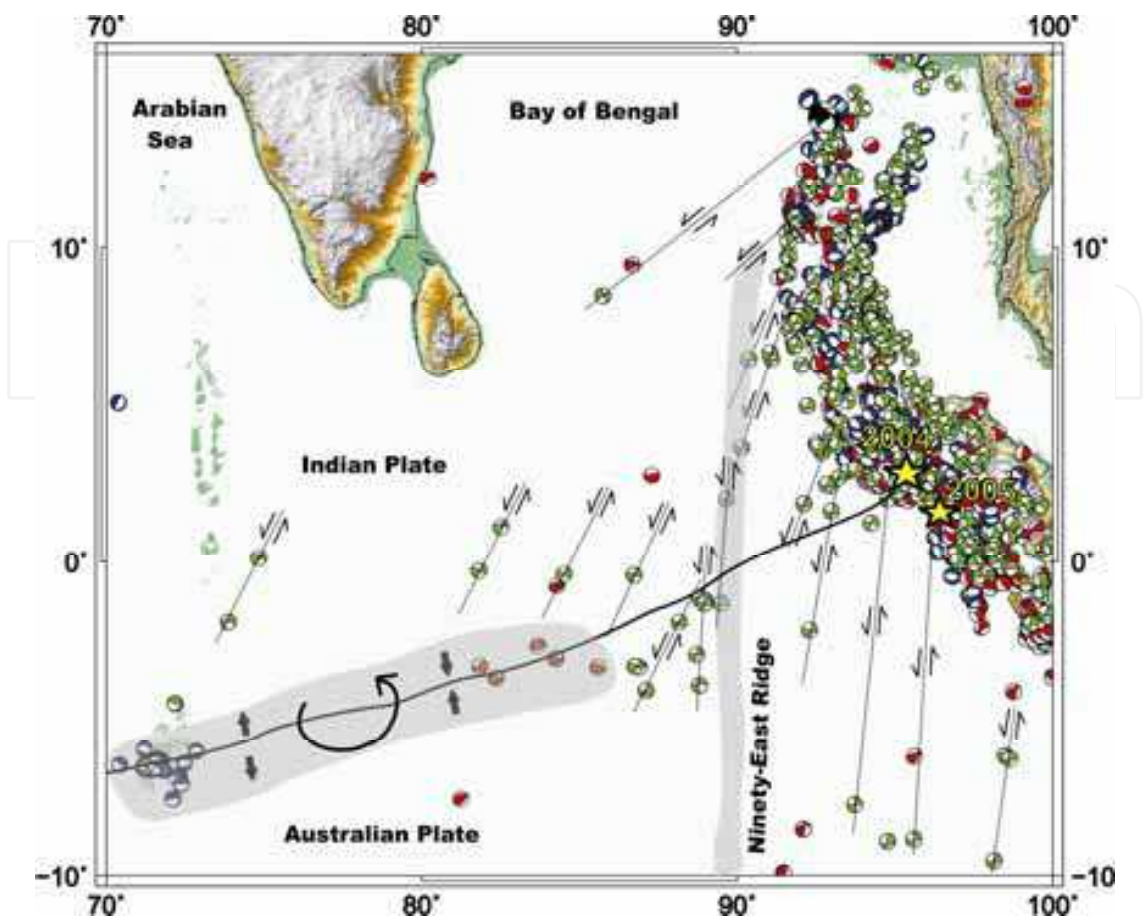 70° 80° 90° 100°
Arabian
Sea
Bay of Bengal
10° 10°
2004
Indian Plate
2005
0° 0°
Ninety-East Ridge
Australian Plate
−10° −10
70° 80° 90° 100°